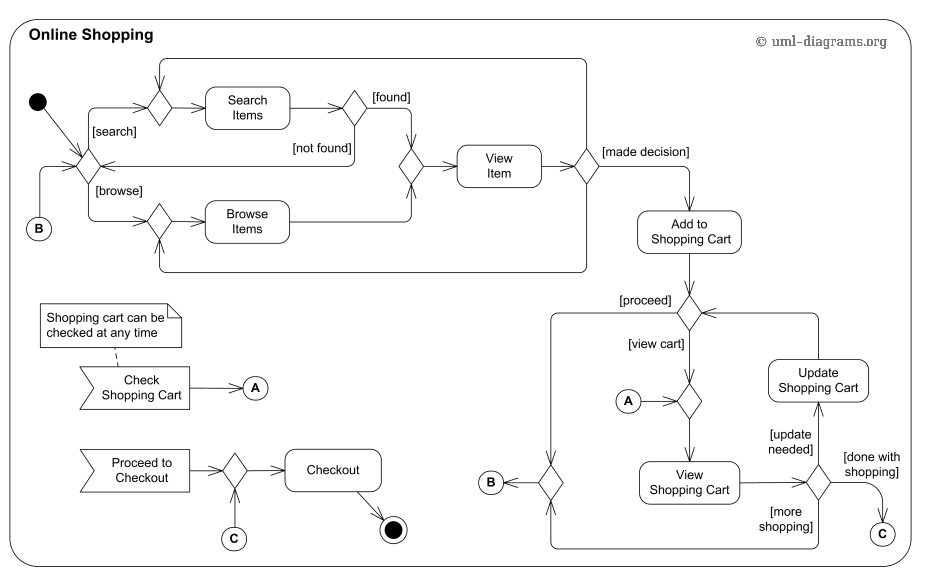 Online Shopping
© uml-diagrams.org
Search
Items
[found]
[search]
[not found]
View
Item
[made decision]
[browse]
B
Browse
Items
Add to
Shopping Cart
[proceed]
Shopping cart can be
checked at any time
[view cart]
Check
Shopping Cart
A
A
Update
Shopping Cart
[update
needed]
[done with
shopping]
Proceed to
Checkout
Checkout
B
View
Shopping Cart
[more
shopping]
C
C